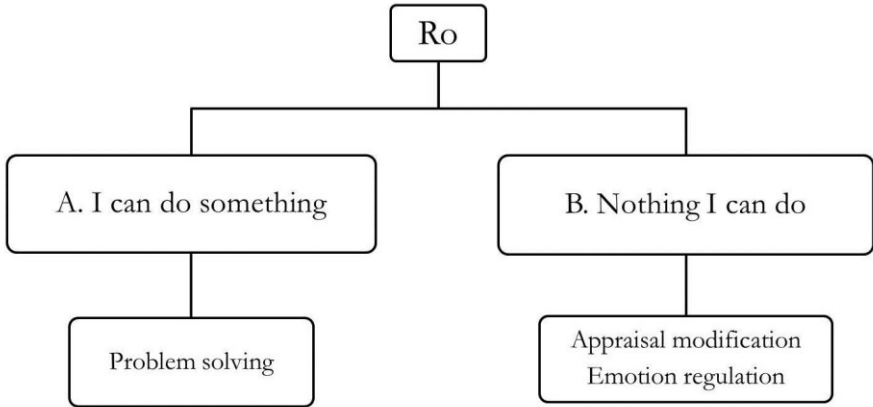 Ro
A. I can do something
B. Nothing I can do
Problem solving
Appraisal modification
Emotion regulation